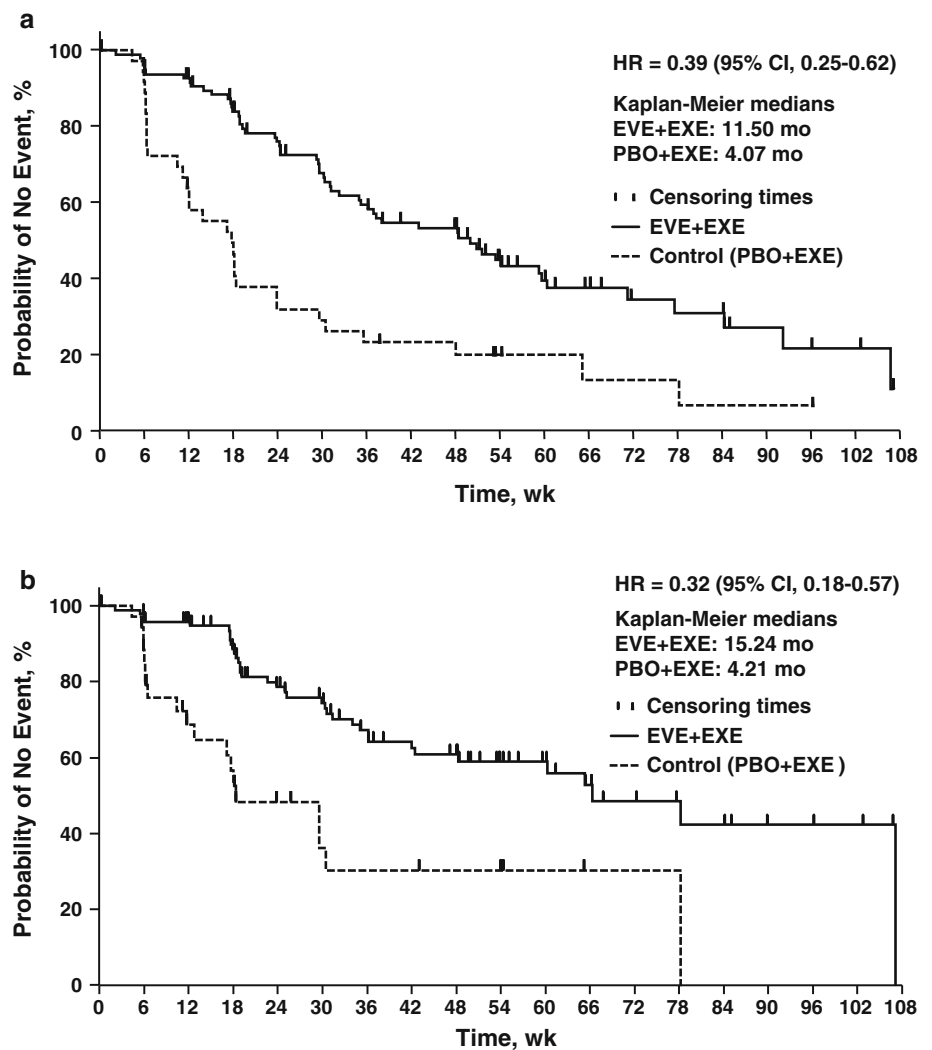 a
HR = 0.39 (95% CI, 0.25-0.62)
Kaplan-Meier medians
EVE+EXE: 11.50 mo
PBO+EXE: 4.07 mo
Censoring times
EVE+EXE
Control (PBO+EXE)
Probability of No Event, %
100
80
60
40
20
0
0 6 12 18 24 30 36 42 48 54 60 66 72 78 84 90 96 102 108
Time, wk
b
HR = 0.32 (95% CI, 0.18-0.57)
Kaplan-Meier medians
EVE+EXE: 15.24 mo
PBO+EXE: 4.21 mo
Censoring times
EVE+EXE
Control (PBO+EXE )
Probability of No Event, %
100
80
60
40
20
0
0 6 12 18 24 30 36 42 48 54 60 66 72 78 84 90 96 102 108
Time, wk